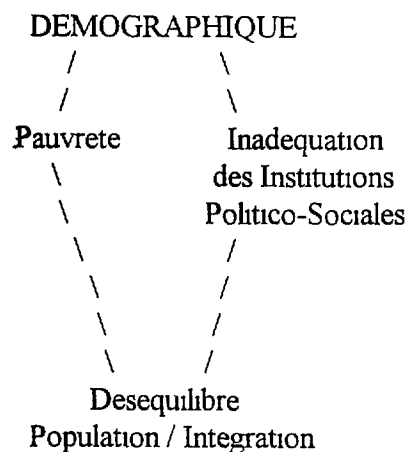 DEMOGRAPHIQUE
Pauvrete
Inadequation
des Institutions
Politico-Sociales
Desequilibre
Population / Integration